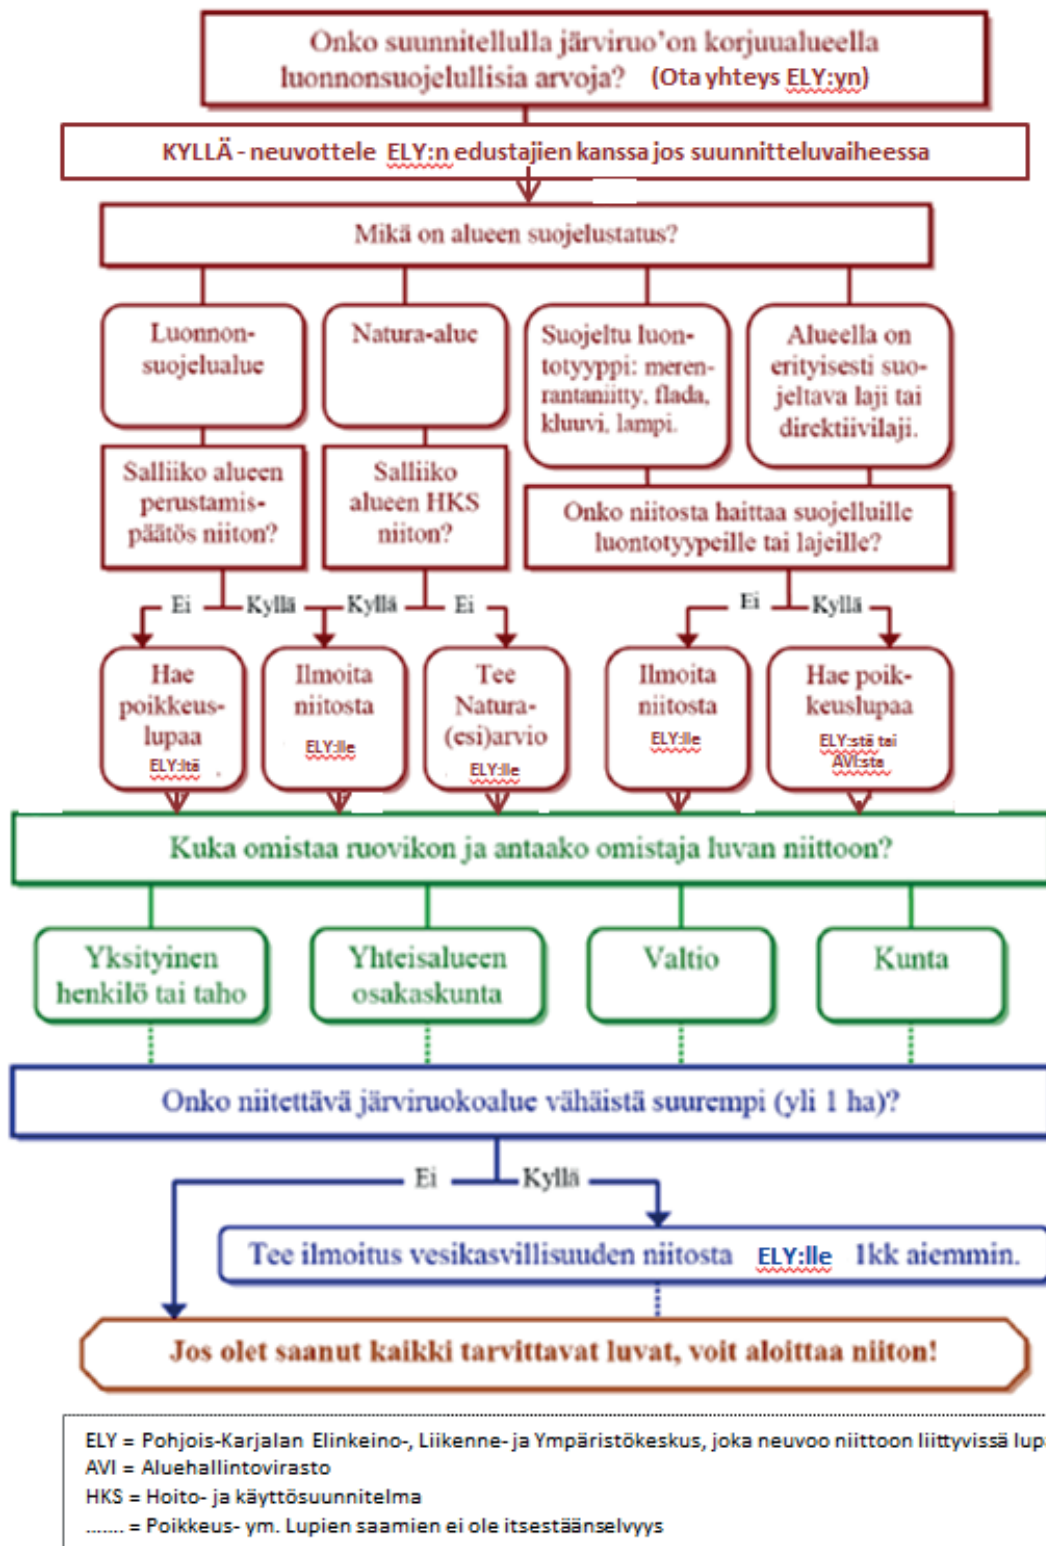 Onko suunnitellulla järviruo'on korjuualueella
luonnonsuojelullisia arvoja? (Ota yhteys ELY:yn)
KYLLÄ - neuvottele ELY:n edustajien kanssa jos suunnitteluvaiheessa
Mikä on alueen suojelustatus?
Luonnon-
suojelualue
Natura-alue
Suojeltu luon-
totyyppi: meren-
rantaniitty, flada,
kluuvi, lampi.
Alueella on
erityisesti suo-
jeltava laji tai
direktiivilaji.
Salliiko alueen
perustamis-
päätös niiton?
Salliiko
alueen HKS
niiton?
Onko niitosta haittaa suojelluille
luontotyypeille tai lajeille?
Ei Kyllä Kyllä Ei Ei Kyllä
Hae
poikkeus-
lupaa
ELY:ltä
Ilmoita
niitosta
ELY:lle
Tee
Natura-
(esi)arvio
ELY:lle
Ilmoita
niitosta
ELY:lle
Hae poik-
keuslupaa
ELY:stä tai
AVI:sta
Kuka omistaa ruovikon ja antaako omistaja luvan niittoon?
Yksityinen
henkilö tai taho
Yhteisalueen
osakaskunta
Valtio
Kunta
Onko niitettävä järviruokoalue vähäistä suurempi (yli 1 ha)?
Ei Kyllä
Tee ilmoitus vesikasvillisuuden niitosta ELY:lle 1kk aiemmin.
Jos olet saanut kaikki tarvittavat luvat, voit aloittaa niiton!
ELY = Pohjois-Karjalan Elinkeino-, Liikenne- ja Ympäristökeskus, joka neuvoo niittoon liittyvissä lupa
AVI = Aluehallintovirasto
HKS = Hoito- ja käyttösuunnitelma
....... = Poikkeus- ym. Lupien saamien ei ole itsestäänselvyys